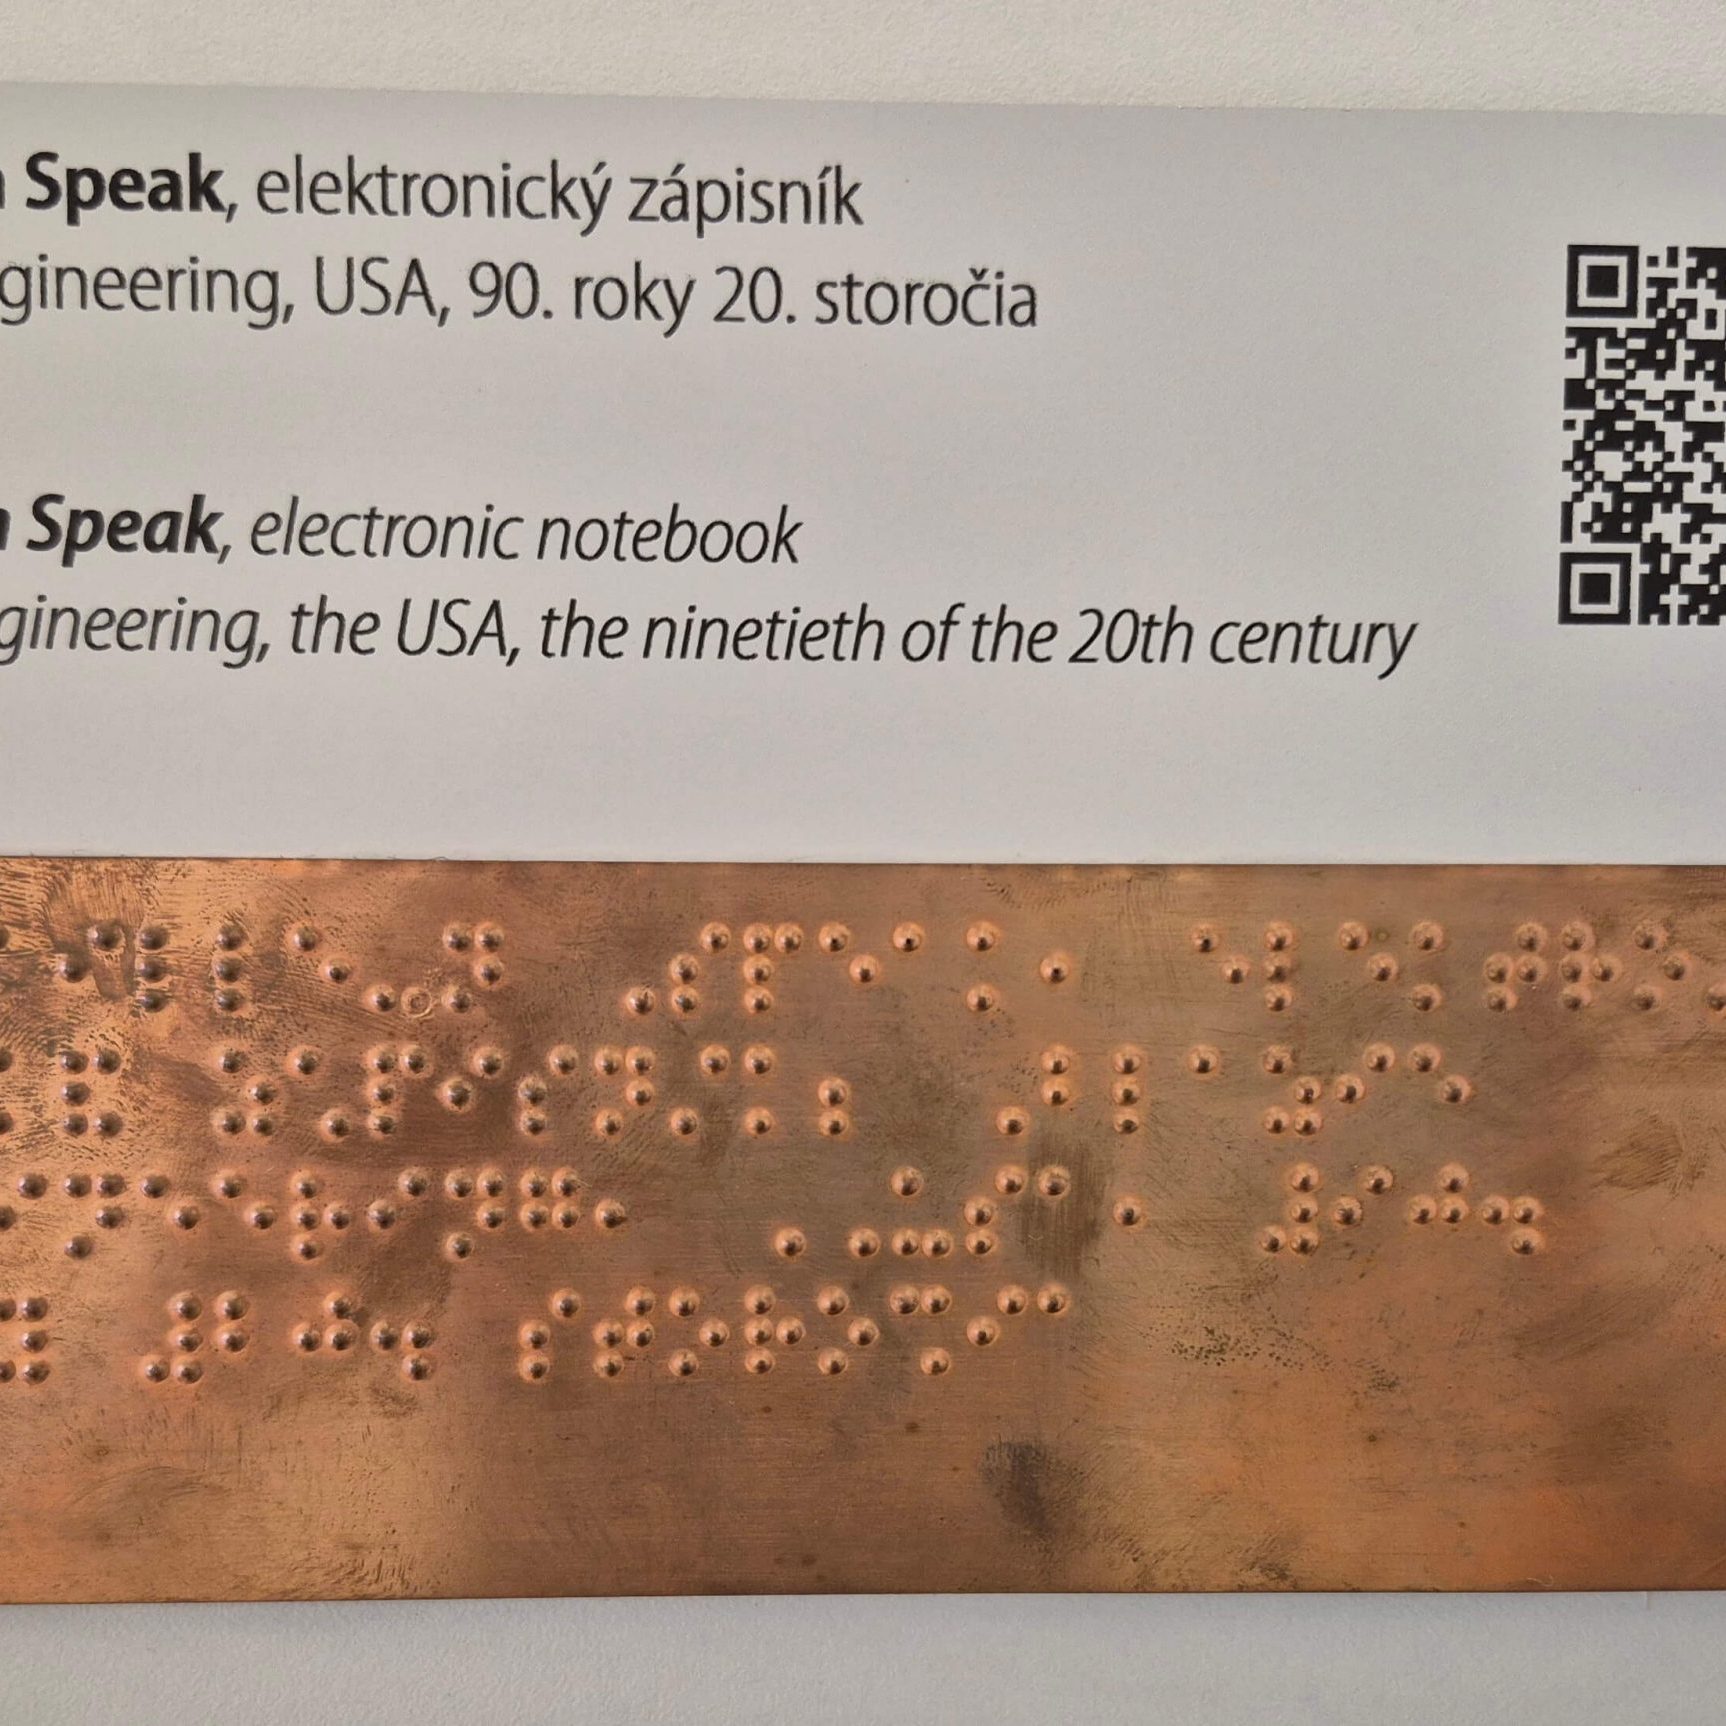 n Speak, elektronický zápisník
gineering, USA, 90. roky 20. storočia
n Speak, electronic notebook
gineering, the USA, the ninetieth of the 20th century
⠊⠇⠇⠑⠄⠝ ⠠⠎⠏⠑⠁⠅⠂ ⠑⠇⠑⠅⠞⠗⠕
⠅⠯ ⠵⠡⠏⠊⠎⠝⠌⠅⠆ ⠠⠃⠇⠁⠵⠊⠑
⠊⠝⠑⠑⠗⠊⠝⠛⠂ ⠠⠠⠥⠎⠁⠂ ⠼⠊⠚⠲
⠽ ⠼⠃⠚⠲ ⠎⠞⠕⠗⠕⠩⠊⠁